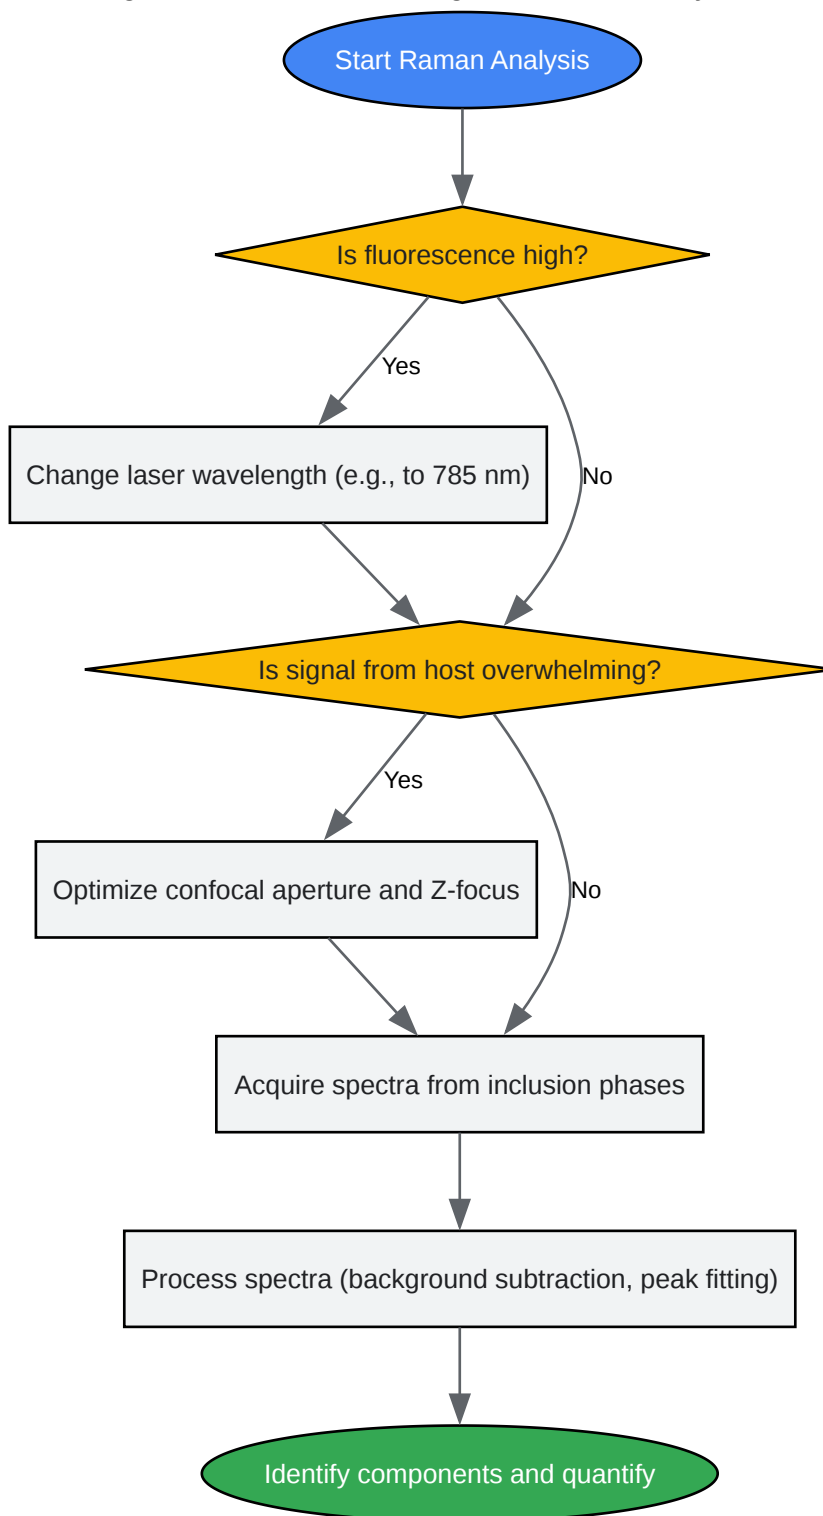 Start Raman Analysis
Is fluorescence high?
Yes
Change laser wavelength (e.g., to 785 nm)
No
Is signal from host overwhelming?
Yes
Optimize confocal aperture and Z-focus
No
Acquire spectra from inclusion phases
Process spectra (background subtraction, peak fitting)
Identify components and quantify